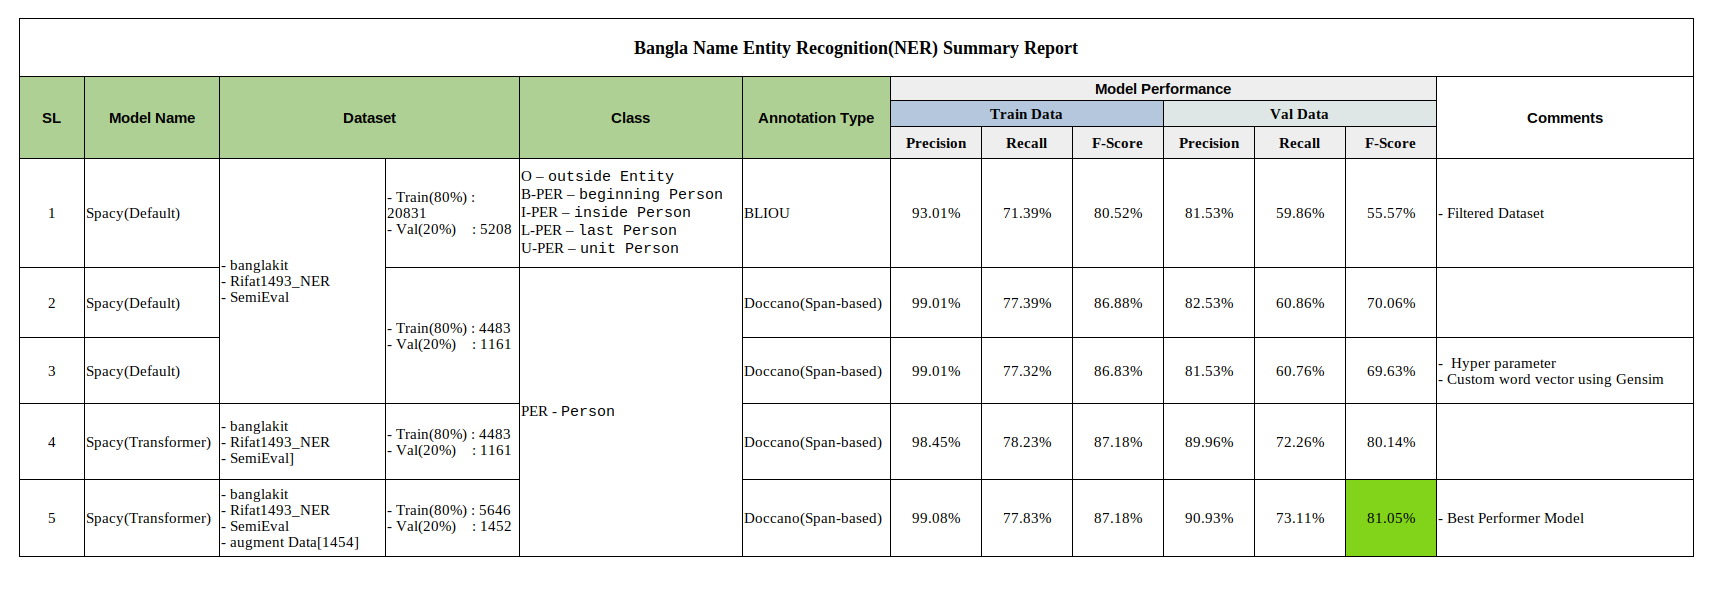 Bangla Name Entity Recognition(NER) Summary Report
SL
Model Name
Dataset
Class
Annotation Type
Model Performance
Comments
Train Data
Val Data
Precision
Recall
F-Score
Precision
Recall
F-Score
1
Spacy(Default)
- banglakit
- Rifat1493_NER
- SemiEval
- Train(80%) :
20831
- Val(20%) : 5208
O – outside Entity
B-PER – beginning Person
I-PER – inside Person
L-PER – last Person
U-PER – unit Person
BLIOU
93.01%
71.39%
80.52%
81.53%
59.86%
55.57%
- Filtered Dataset
2
Spacy(Default)
- Train(80%) : 4483
- Val(20%) : 1161
PER - Person
Doccano(Span-based)
99.01%
77.39%
86.88%
82.53%
60.86%
70.06%
3
Spacy(Default)
Doccano(Span-based)
99.01%
77.32%
86.83%
81.53%
60.76%
69.63%
- Hyper parameter
- Custom word vector using Gensim
4
Spacy(Transformer)
- banglakit
- Rifat1493_NER
- SemiEval]
- Train(80%) : 4483
- Val(20%) : 1161
Doccano(Span-based)
98.45%
78.23%
87.18%
89.96%
72.26%
80.14%
5
Spacy(Transformer)
- banglakit
- Rifat1493_NER
- SemiEval
- augment Data[1454]
- Train(80%) : 5646
- Val(20%) : 1452
Doccano(Span-based)
99.08%
77.83%
87.18%
90.93%
73.11%
81.05%
- Best Performer Model